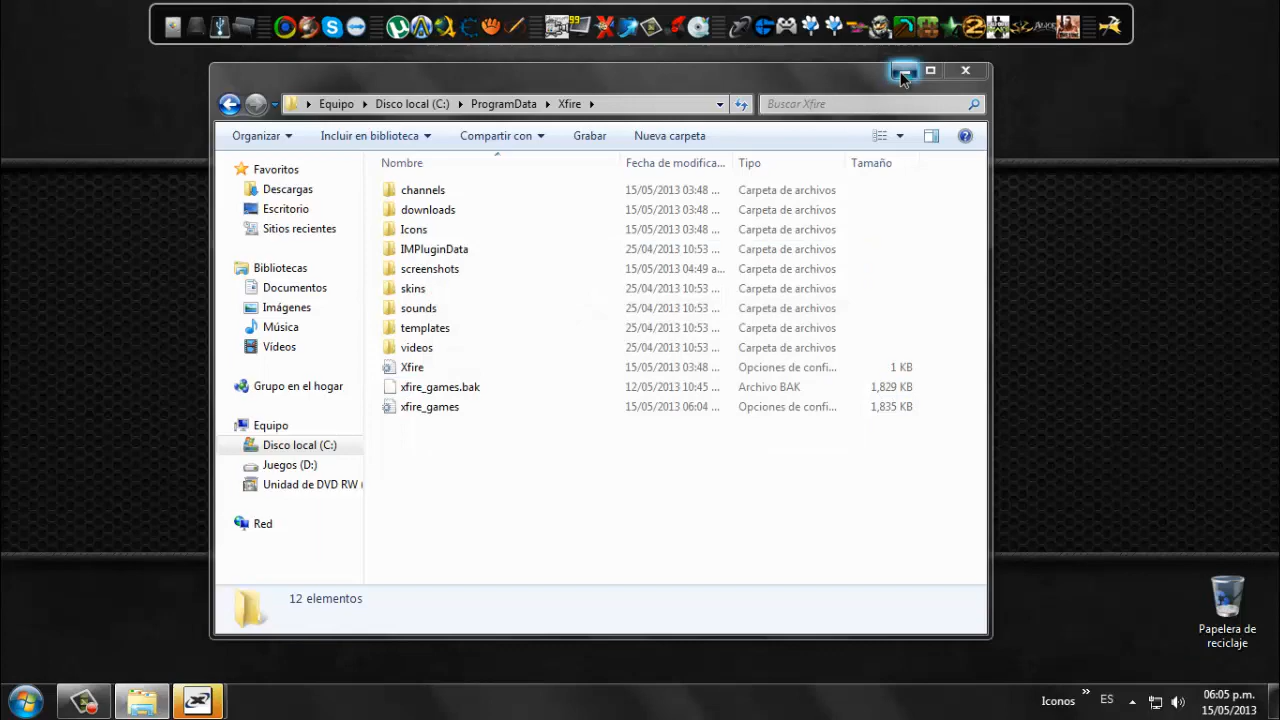 99
Equipo Disco local (C:) ProgramData Xfire Buscar Xfire
Organizar Incluir en biblioteca Compartir con Grabar Nueva carpeta
Nombre Fecha de modifica... Tipo Tamaño
Favoritos
Descargas
Escritorio
Sitios recientes
Bibliotecas
Documentos
Imágenes
Música
Vídeos
Grupo en el hogar
Equipo
Disco local (C:)
Juegos (D:)
Unidad de DVD RW (
Red
channels 15/05/2013 03:48 ... Carpeta de archivos
downloads 15/05/2013 03:48 ... Carpeta de archivos
Icons 15/05/2013 03:48 ... Carpeta de archivos
IMPluginData 25/04/2013 10:53 ... Carpeta de archivos
screenshots 15/05/2013 04:49 a... Carpeta de archivos
skins 25/04/2013 10:53 ... Carpeta de archivos
sounds 25/04/2013 10:53 ... Carpeta de archivos
templates 25/04/2013 10:53 ... Carpeta de archivos
videos 25/04/2013 10:53 ... Carpeta de archivos
Xfire 15/05/2013 03:48 ... Opciones de confi... 1 KB
xfire_games.bak 12/05/2013 10:45 ... Archivo BAK 1,829 KB
xfire_games 15/05/2013 06:04 ... Opciones de confi... 1,835 KB
12 elementos
Papelera de
reciclaje
Iconos » ES
06:05 p.m.
15/05/2013